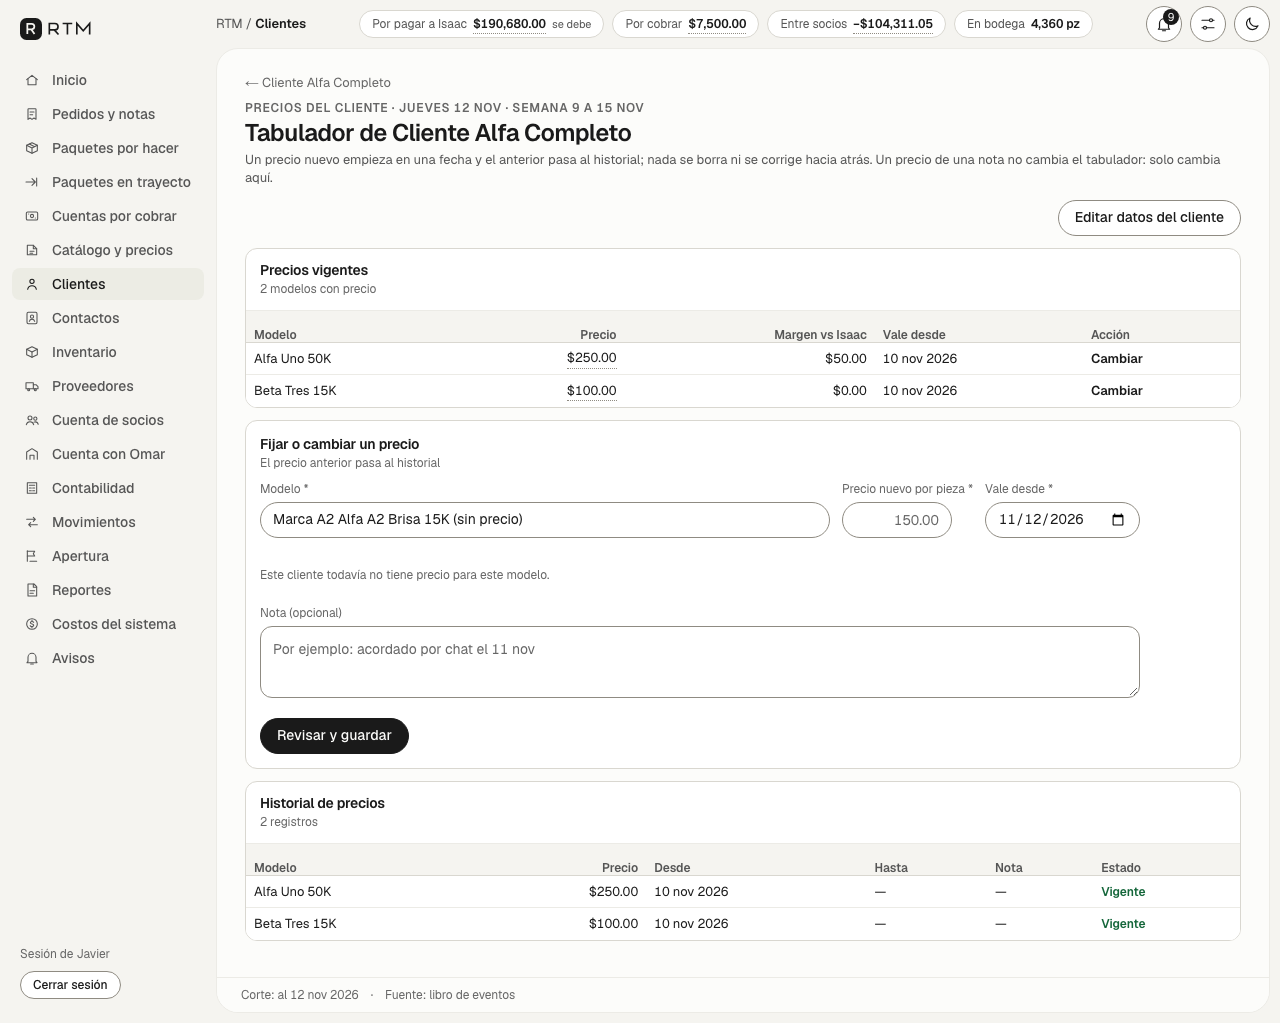 R RTM
RTM / Clientes
Por pagar a Isaac $190,680.00 se debe
Por cobrar $7,500.00
Entre socios −$104,311.05
En bodega 4,360 pz
9
Inicio
Pedidos y notas
Paquetes por hacer
Paquetes en trayecto
Cuentas por cobrar
Catálogo y precios
Clientes
Contactos
Inventario
Proveedores
Cuenta de socios
Cuenta con Omar
Contabilidad
Movimientos
Apertura
Reportes
Costos del sistema
Avisos
Sesión de Javier
Cerrar sesión
← Cliente Alfa Completo
PRECIOS DEL CLIENTE · JUEVES 12 NOV · SEMANA 9 A 15 NOV
Tabulador de Cliente Alfa Completo
Un precio nuevo empieza en una fecha y el anterior pasa al historial; nada se borra ni se corrige hacia atrás. Un precio de una nota no cambia el tabulador: solo cambia
aquí.
Editar datos del cliente
Precios vigentes
2 modelos con precio
Modelo Precio Margen vs Isaac Vale desde Acción
Alfa Uno 50K $250.00 $50.00 10 nov 2026 Cambiar
Beta Tres 15K $100.00 $0.00 10 nov 2026 Cambiar
Fijar o cambiar un precio
El precio anterior pasa al historial
Modelo * Precio nuevo por pieza * Vale desde *
Marca A2 Alfa A2 Brisa 15K (sin precio) 150.00 11/12/2026
Este cliente todavía no tiene precio para este modelo.
Nota (opcional)
Por ejemplo: acordado por chat el 11 nov
Revisar y guardar
Historial de precios
2 registros
Modelo Precio Desde Hasta Nota Estado
Alfa Uno 50K $250.00 10 nov 2026 — — Vigente
Beta Tres 15K $100.00 10 nov 2026 — — Vigente
Corte: al 12 nov 2026 · Fuente: libro de eventos